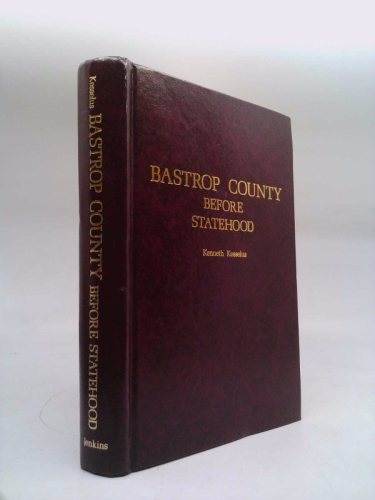 Kesselus
BASTROP COUNTY BEFORE STATEHOOD
Jenkins
BASTROP COUNTY
BEFORE
STATEHOOD
Kenneth Kesselus